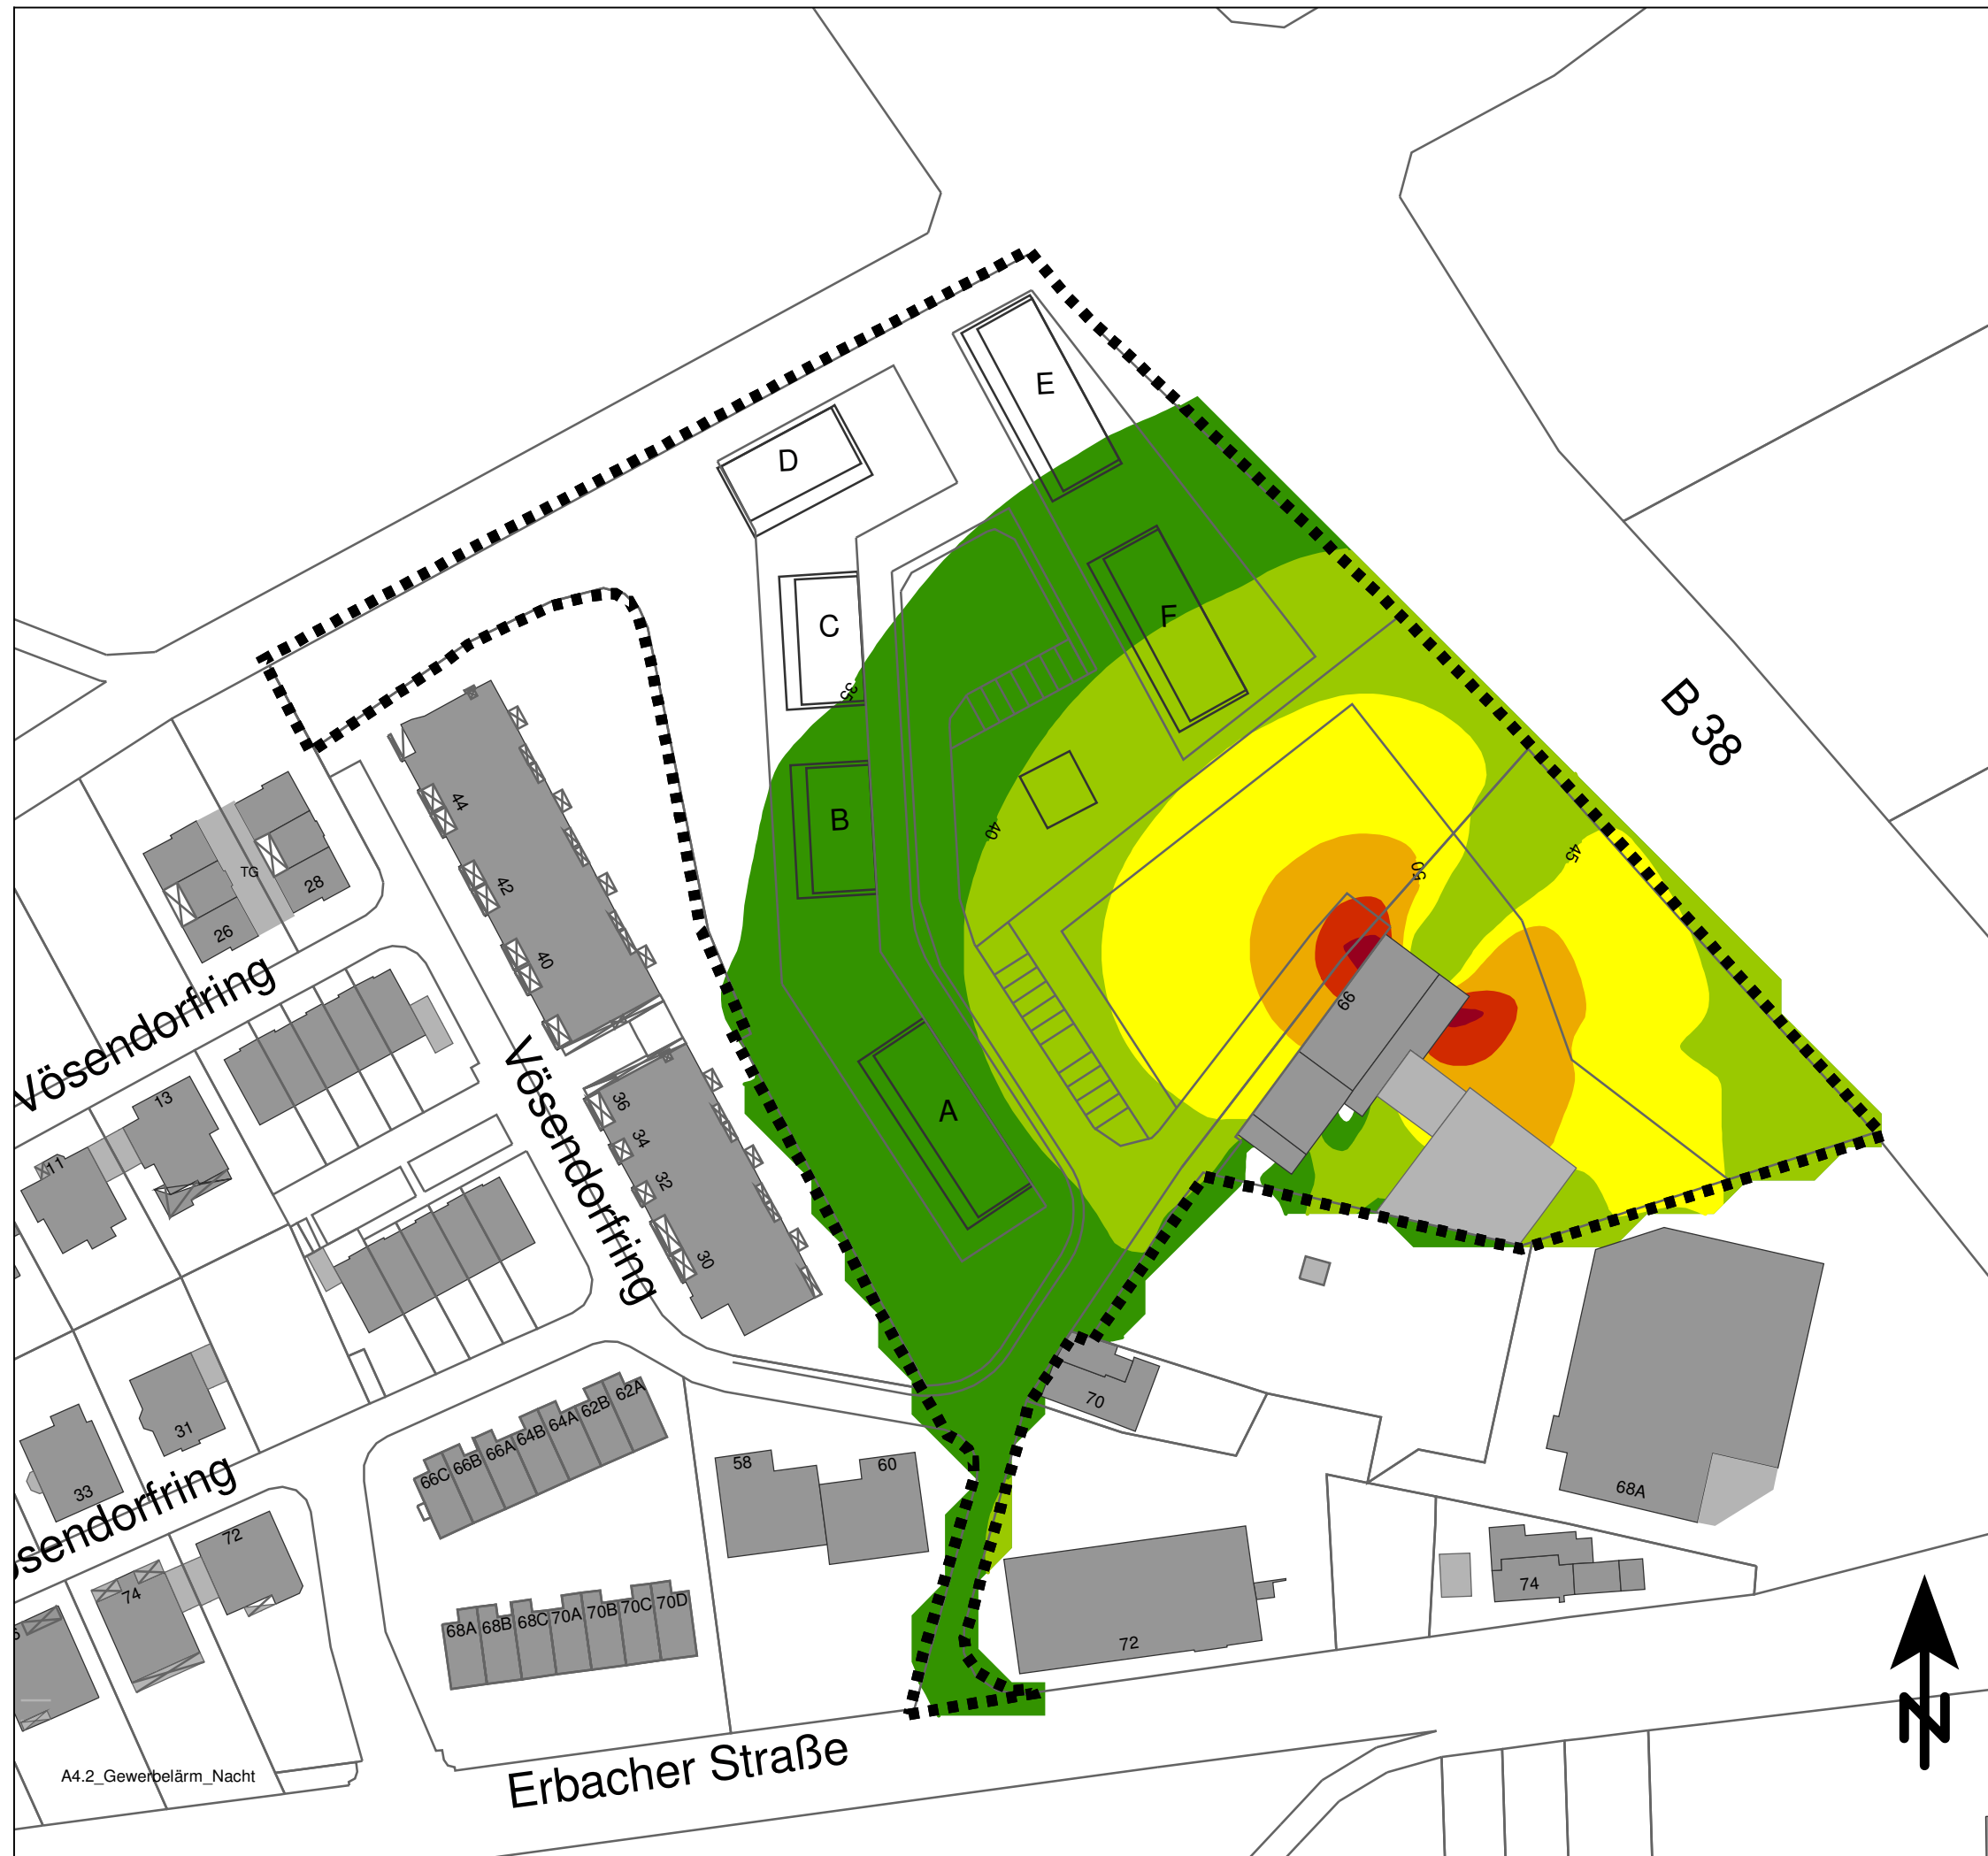 E
D
F
C
35
B 38
44
B
40
45
50
TG
28
42
26
40
66
Vösendorfring
Vösendorfring
36
13
A
34
11
32
30
62A
62B
64A
64B
66A
66B
66C
70
31
58
60
33
68A
sendorfring
72
74
74
68A
68B
68C
70A
70B
70C
70D
72
Erbacher Straße
A4.2_Gewerbelärm_Nacht
N